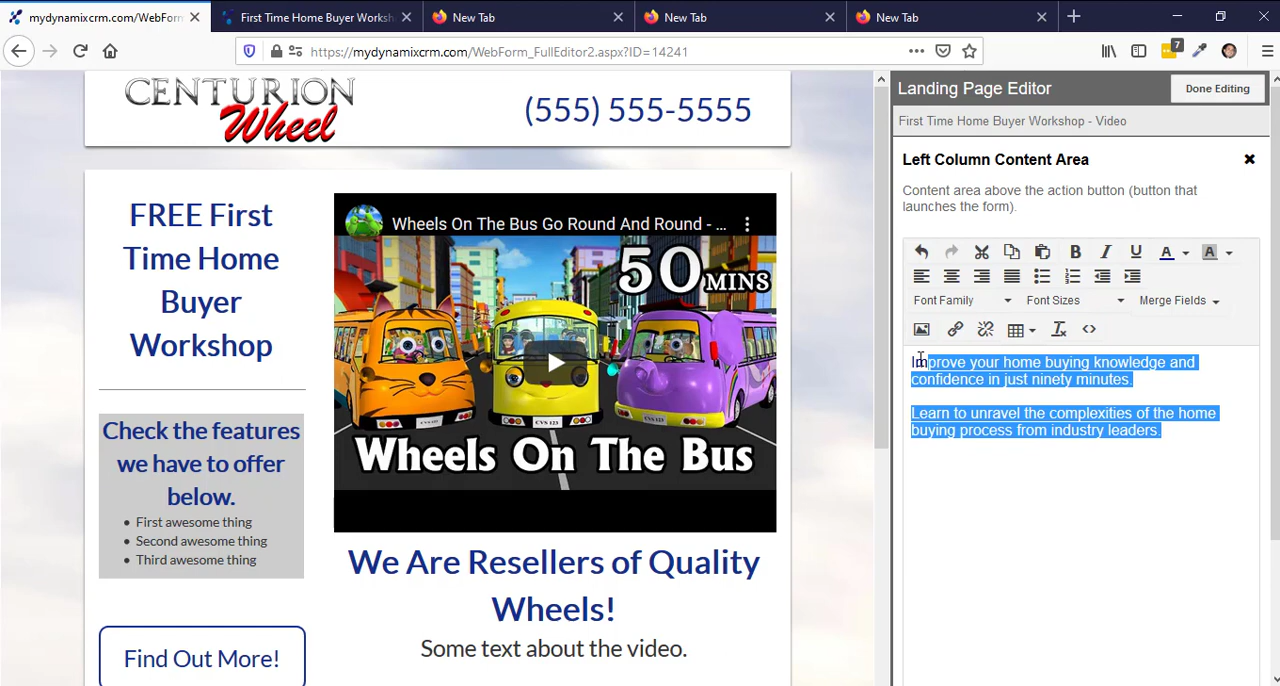 mydynamixcrm.com/WebForm
First Time Home Buyer Worksh
New Tab
New Tab
New Tab
https://mydynamixcrm.com/WebForm_FullEditor2.aspx?ID=14241
7
CENTURION
Wheel
(555) 555-5555
FREE First
Time Home
Buyer
Workshop
Check the features
we have to offer
below.
• First awesome thing
• Second awesome thing
• Third awesome thing
Find Out More!
Wheels On The Bus Go Round And Round - ...
50 MINS
CVS 123
CVS 123
CVS 123
Wheels On The Bus
We Are Resellers of Quality
Wheels!
Some text about the video.
Landing Page Editor
Done Editing
First Time Home Buyer Workshop - Video
Left Column Content Area
Content area above the action button (button that
launches the form).
B I U A A
Font Family Font Sizes Merge Fields
Improve your home buying knowledge and
confidence in just ninety minutes.
Learn to unravel the complexities of the home
buying process from industry leaders.